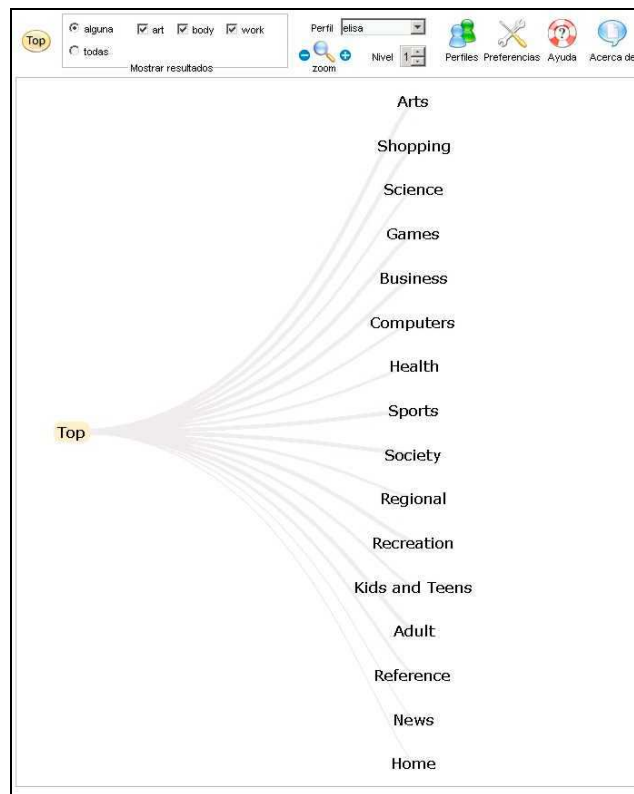 Top
alguna art body work
todas
Mostrar resultados
Perfil elisa
zoom
Nivel 1
Perfiles Preferencias Ayuda Acerca de
Arts
Shopping
Science
Games
Business
Computers
Health
Sports
Top
Society
Regional
Recreation
Kids and Teens
Adult
Reference
News
Home